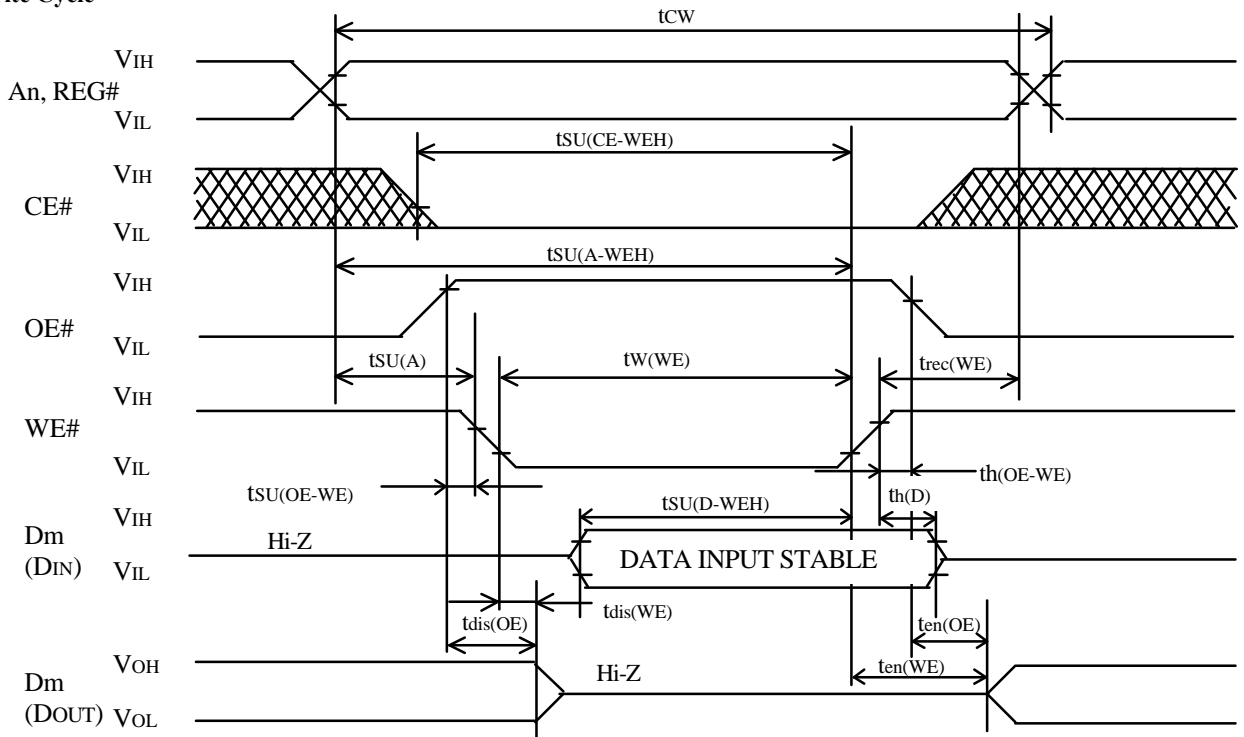 tCW
VIH
An, REG#
VIL
tSU(CE-WEH)
VIH
CE#
VIL
tSU(A-WEH)
VIH
OE#
VIL
tSU(A)
tW(WE)
trec(WE)
VIH
WE#
VIL
tSU(OE-WE)
th(OE-WE)
tSU(D-WEH)
th(D)
VIH
Dm
(DIN)
Hi-Z
DATA INPUT STABLE
VIL
tdis(OE)
tdis(WE)
ten(OE)
VOH
Hi-Z
ten(WE)
Dm
(DOUT)
VOL